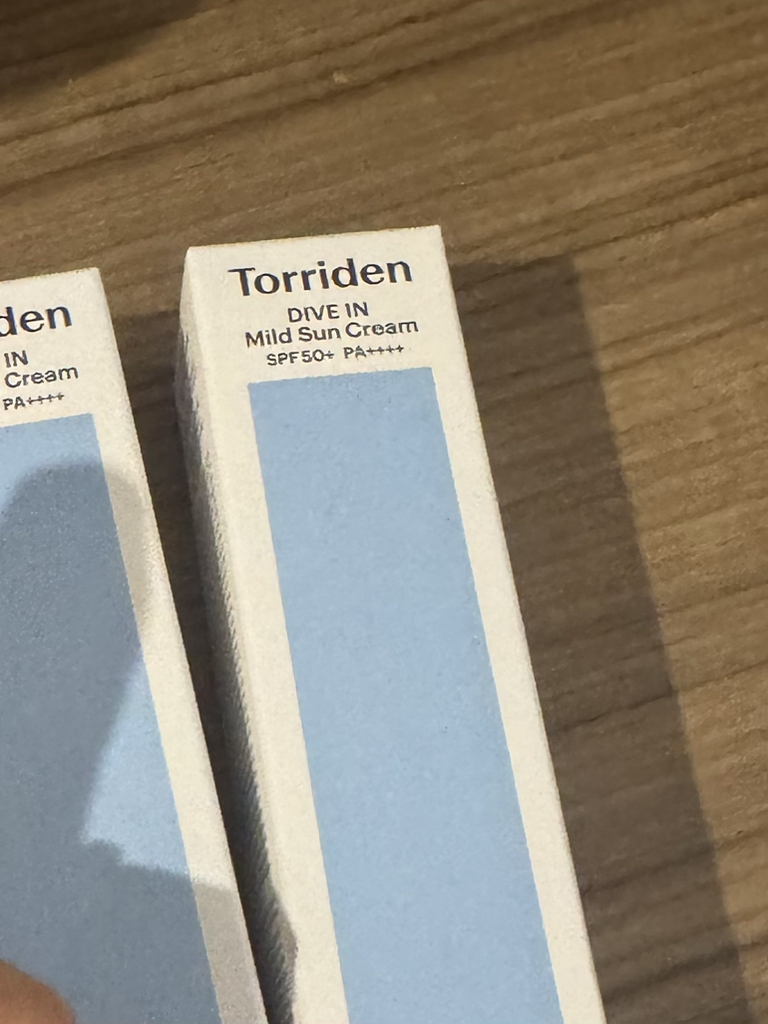 den
IN
Cream
PA++++
Torriden
DIVE IN
Mild Sun Cream
SPF50+ PA++++